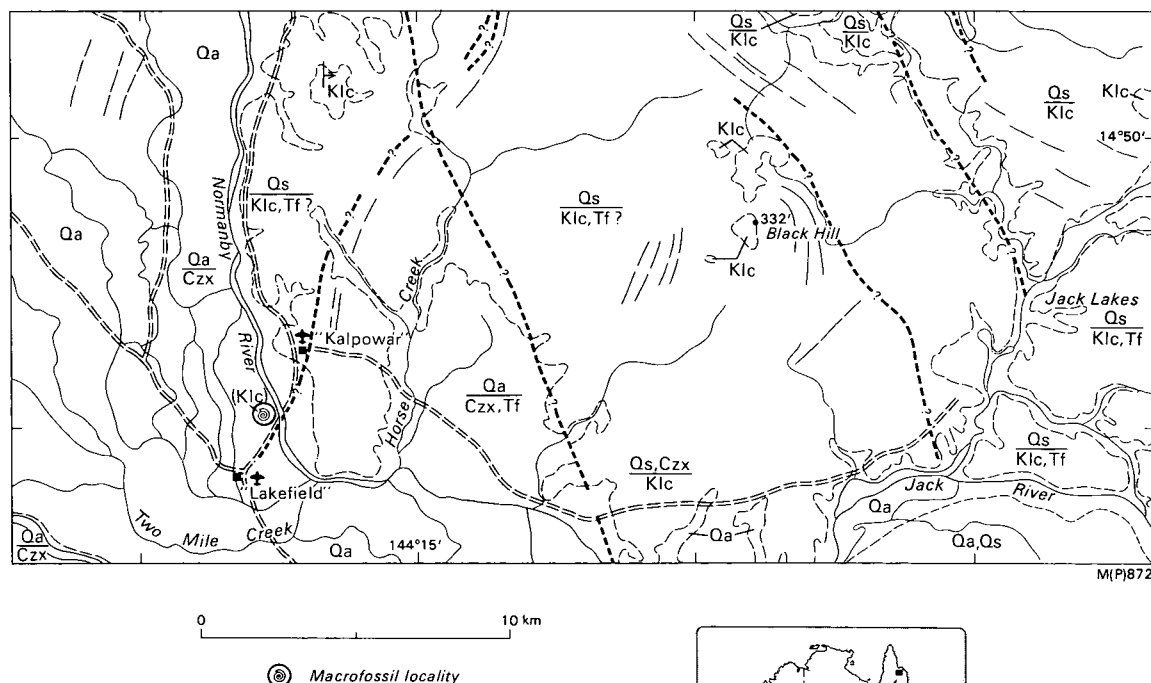 Qa
Klc
Qs
Klc
Qs
Klc
Qs
Klc
Klc
14°50'
Klc
Normanby
River
Qs
Klc, Tf ?
Qs
Klc, Tf ?
332'
Black Hill
Klc
Qa
Qa
Czx
Creek
Horse
"Kalpowar"
Jack Lakes
Qs
Klc, Tf
(Klc)
Qa
Czx, Tf
Qs, Czx
Klc
Qs
Klc, Tf
"Lakefield"
Jack River
Two Mile Creek
Qa
Czx
Qa
144°15'
Qa
Qa
Qa, Qs
M(P)872
0 10 km
Macrofossil locality